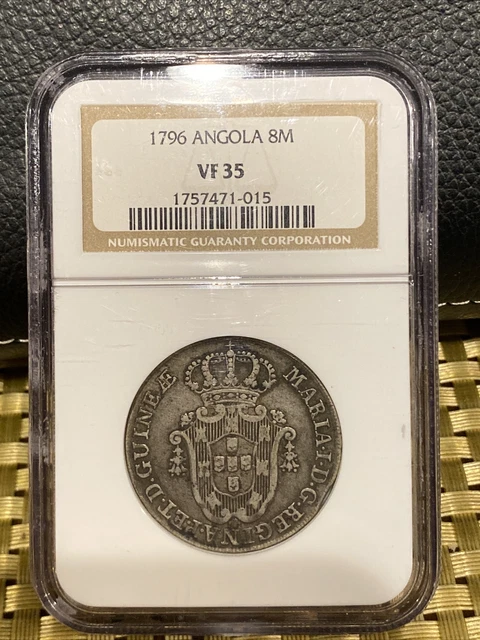 1796 ANGOLA 8M
VF 35
1757471-015
NUMISMATIC GUARANTY CORPORATION
MARIA·I·D·G·REGINA·P·ET·D·GUINEÆ